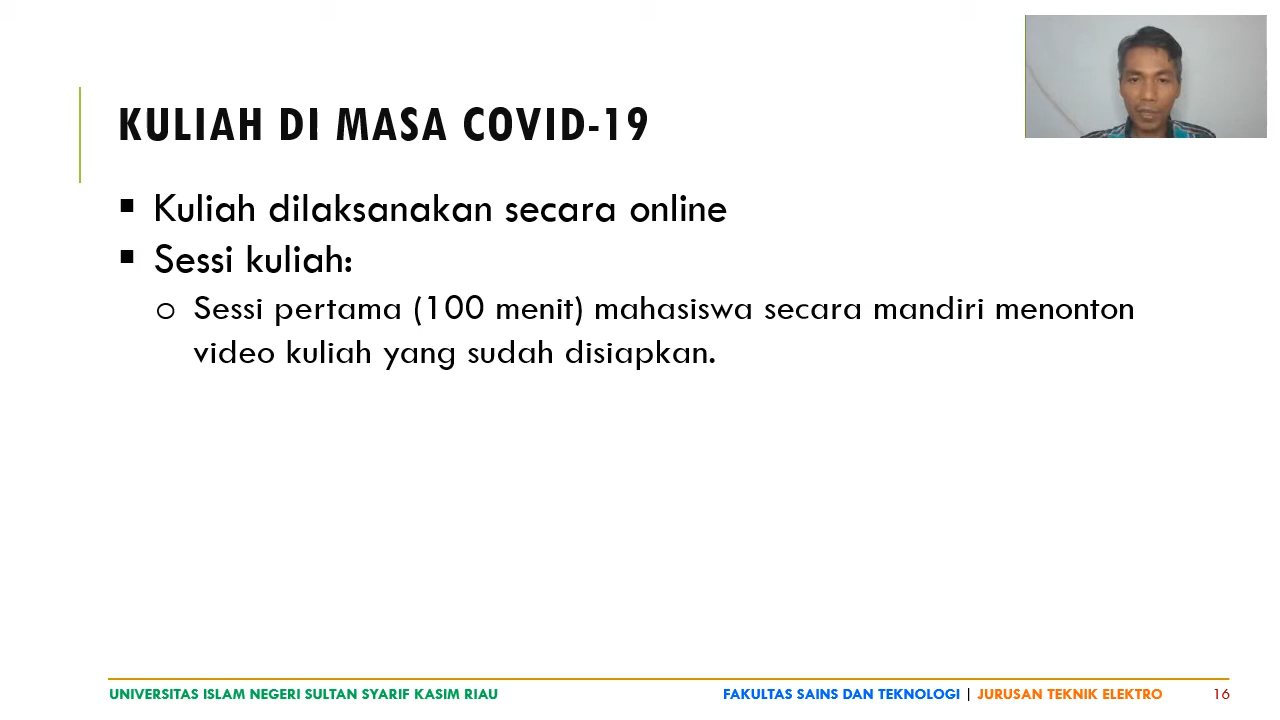 KULIAH DI MASA COVID-19
▪ Kuliah dilaksanakan secara online
▪ Sessi kuliah:
o Sessi pertama (100 menit) mahasiswa secara mandiri menonton
video kuliah yang sudah disiapkan.
UNIVERSITAS ISLAM NEGERI SULTAN SYARIF KASIM RIAU FAKULTAS SAINS DAN TEKNOLOGI | JURUSAN TEKNIK ELEKTRO 16